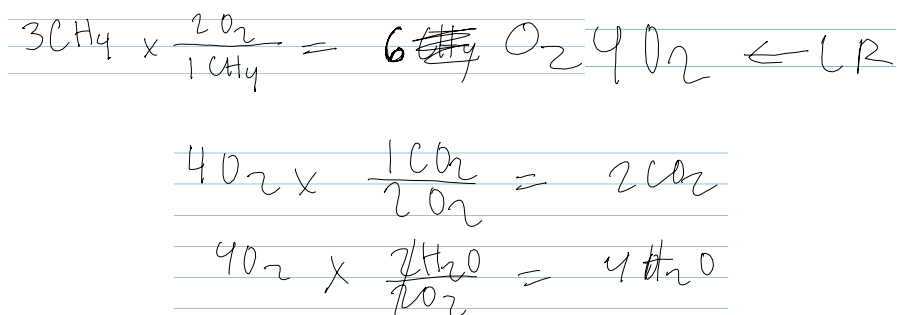 3CH4 x 2O2 / 1CH4 = 6 O2 4O2 ← LR
4O2 x 1CO2 / 2O2 = 2CO2
4O2 x 2H2O / 2O2 = 4H2O